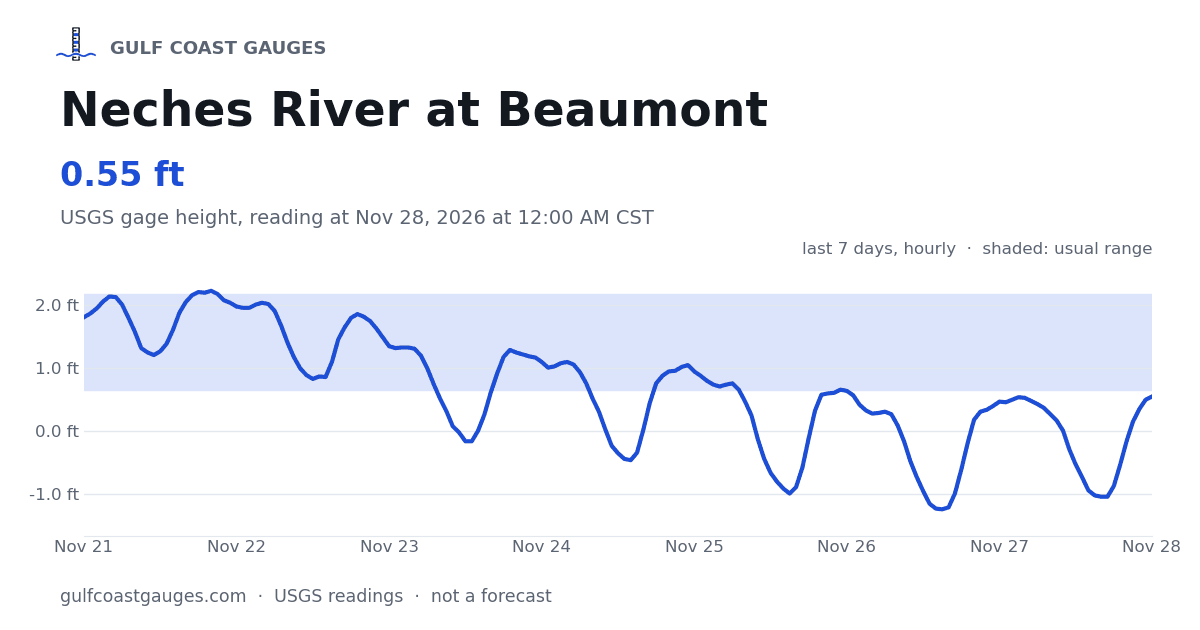 GULF COAST GAUGES
Neches River at Beaumont
0.55 ft
USGS gage height, reading at Nov 28, 2026 at 12:00 AM CST
last 7 days, hourly · shaded: usual range
2.0 ft
1.0 ft
0.0 ft
-1.0 ft
Nov 21 Nov 22 Nov 23 Nov 24 Nov 25 Nov 26 Nov 27 Nov 28
gulfcoastgauges.com · USGS readings · not a forecast